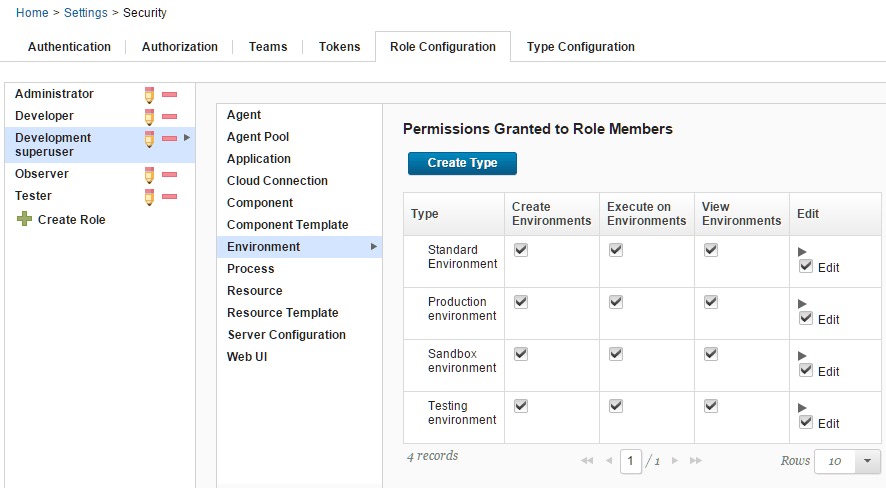 Home > Settings > Security
Authentication
Authorization
Teams
Tokens
Role Configuration
Type Configuration
Administrator
Developer
Development
superuser
Observer
Tester
Create Role
Agent
Agent Pool
Application
Cloud Connection
Component
Component Template
Environment
Process
Resource
Resource Template
Server Configuration
Web UI
Permissions Granted to Role Members
Create Type
Type
Create
Environments
Execute on
Environments
View
Environments
Edit
Standard
Environment
Edit
Production
environment
Edit
Sandbox
environment
Edit
Testing
environment
Edit
4 records
1 / 1
Rows 10